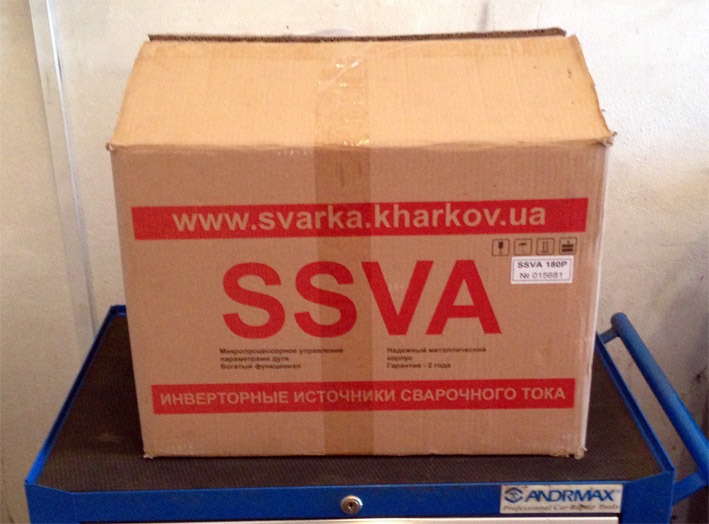 www.svarka.kharkov.ua
SSVA 180P
№ 015681
SSVA
Микропроцессорное управление
параметрами дуги
Богатый функционал
Надежный металлический
корпус
Гарантия - 2 года
ИНВЕРТОРНЫЕ ИСТОЧНИКИ СВАРОЧНОГО ТОКА
ANDRMAX
Professional Car-Repair Tools